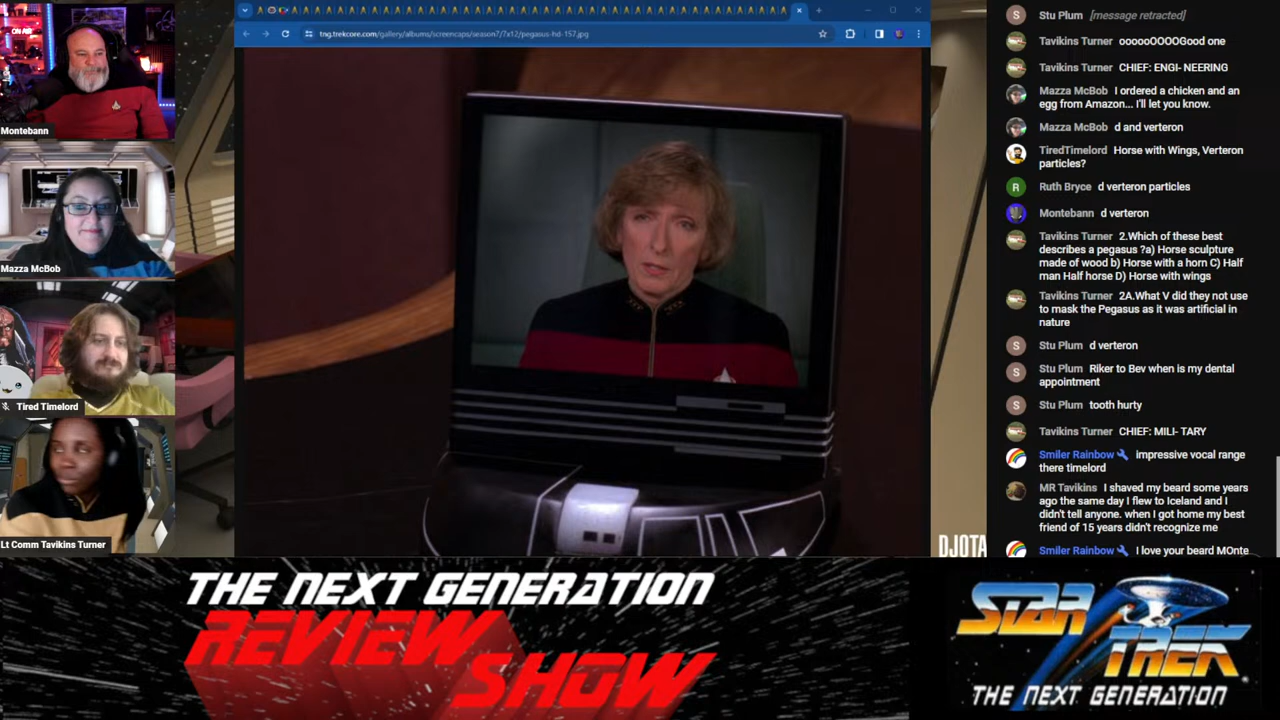 ON AIR
Montebann
Mazza McBob
Tired Timelord
Lt Comm Tavikins Turner
tng.trekcore.com/gallery/albums/screencaps/season7/7x12/pegasus-hd-157.jpg
DJOTA
S Stu Plum [message retracted]
Tavikins Turner oooooOOOOGood one
Tavikins Turner CHIEF: ENGI- NEERING
Mazza McBob I ordered a chicken and an
egg from Amazon... I'll let you know.
Mazza McBob d and verteron
TiredTimelord Horse with Wings, Verteron
particles?
R Ruth Bryce d verteron particles
Montebann d verteron
Tavikins Turner 2.Which of these best
describes a pegasus ?a) Horse sculpture
made of wood b) Horse with a horn C) Half
man Half horse D) Horse with wings
Tavikins Turner 2A.What V did they not use
to mask the Pegasus as it was artificial in
nature
S Stu Plum d verteron
S Stu Plum Riker to Bev when is my dental
appointment
S Stu Plum tooth hurty
Tavikins Turner CHIEF: MILI- TARY
Smiler Rainbow impressive vocal range
there timelord
MR Tavikins I shaved my beard some years
ago the same day I flew to Iceland and I
didn't tell anyone. when I got home my best
friend of 15 years didn't recognize me
Smiler Rainbow I love your beard MOnte
THE NEXT GENERATION
REVIEW
SHOW
STAR
TREK
THE NEXT GENERATION